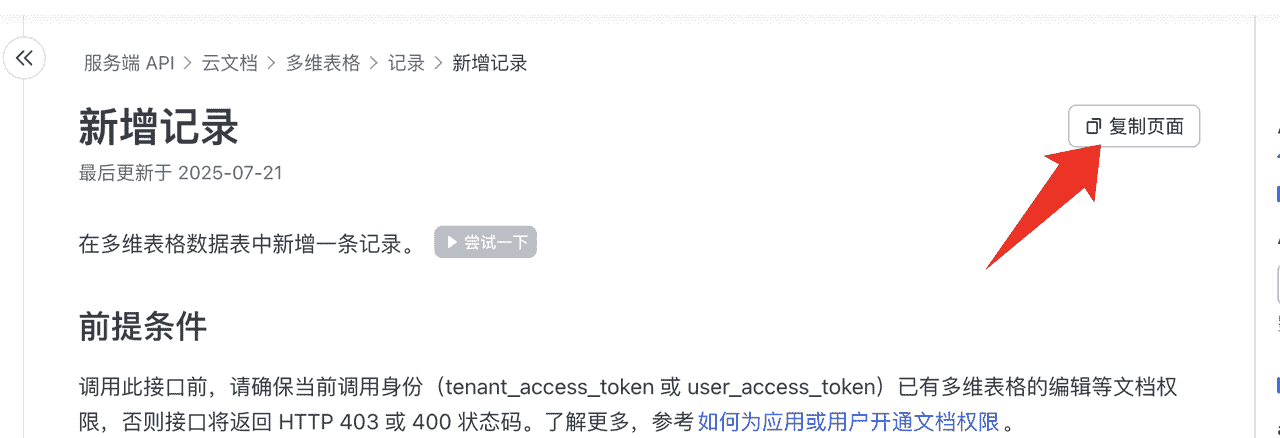 服务端 API > 云文档 > 多维表格 > 记录 > 新增记录
新增记录
复制页面
最后更新于 2025-07-21
在多维表格数据表中新增一条记录。
尝试一下
前提条件
调用此接口前，请确保当前调用身份（tenant_access_token 或 user_access_token）已有多维表格的编辑等文档权
限，否则接口将返回 HTTP 403 或 400 状态码。了解更多，参考如何为应用或用户开通文档权限。